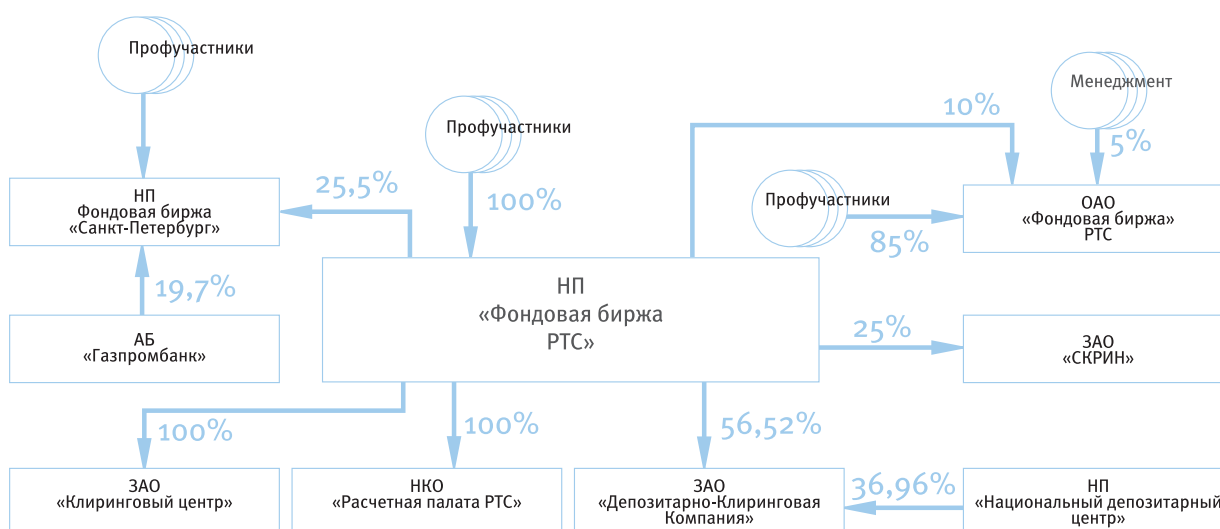 Профучастники
Профучастники
Менеджмент
10%
5%
25,5%
100%
Профучастники
85%
НП
Фондовая биржа
«Санкт-Петербург»
ОАО
«Фондовая биржа»
РТС
19,7%
НП
«Фондовая биржа
РТС»
25%
АБ
«Газпромбанк»
ЗАО
«СКРИН»
100%
100%
56,52%
ЗАО
«Клиринговый центр»
НКО
«Расчетная палата РТС»
ЗАО
«Депозитарно-Клиринговая
Компания»
36,96%
НП
«Национальный депозитарный
центр»